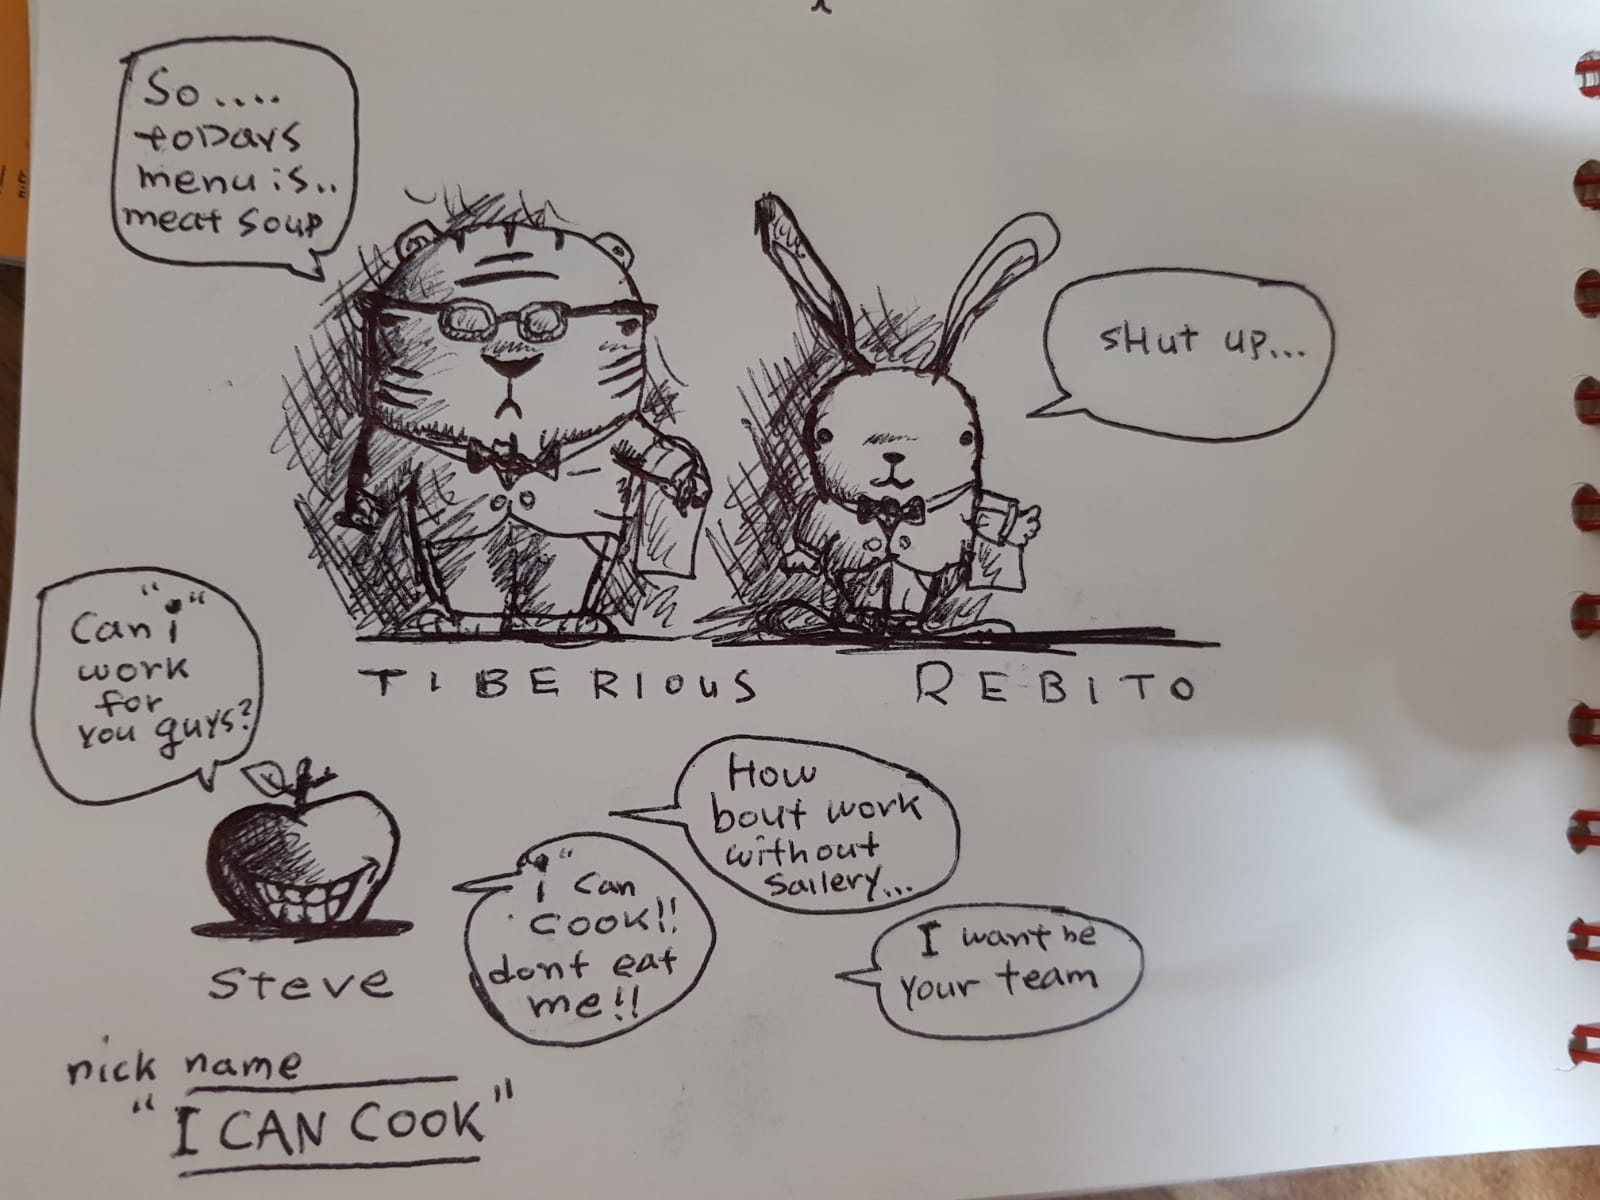 So....
toDays
menu is..
meat soup
sHut up...
Can "i"
work
for
you guys?
TIBERIOUS
REBITO
How
bout work
without
Sallery...
"i" can
COOK!!
dont eat
me!!
I want be
your team
Steve
nick name
"I CAN COOK"